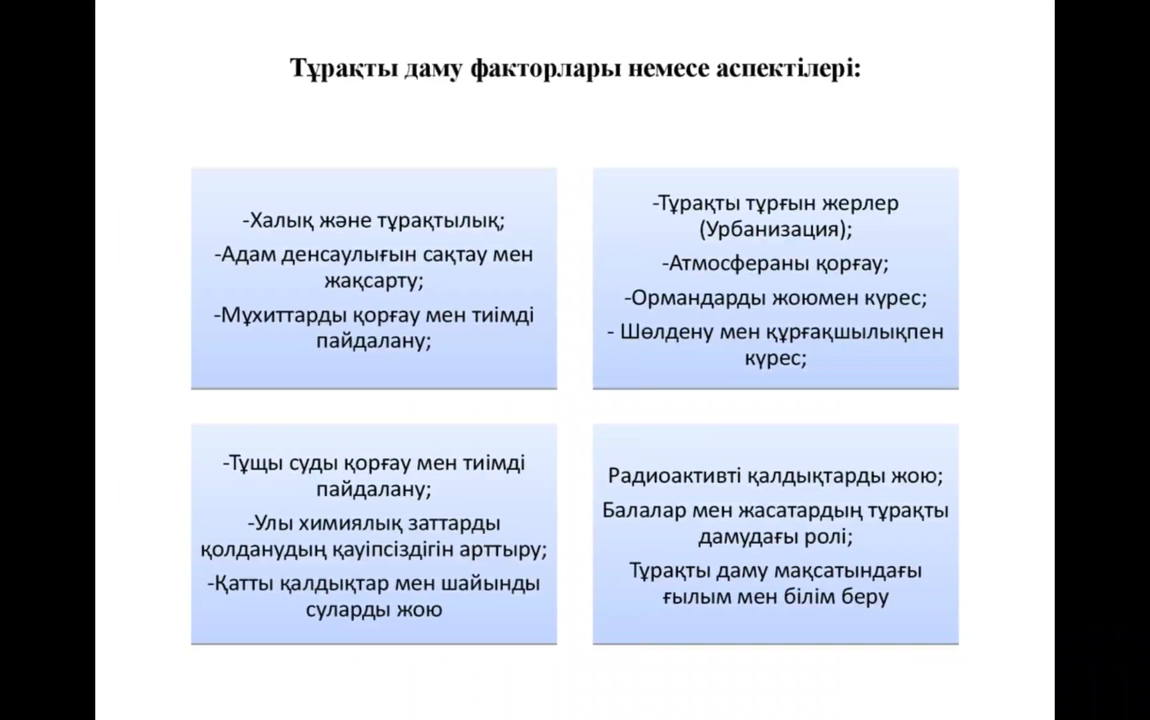 Тұрақты даму факторлары немесе аспектілері:
-Халық және тұрақтылық;
-Адам денсаулығын сақтау мен
жақсарту;
-Мұхиттарды қорғау мен тиімді
пайдалану;
-Тұрақты тұрғын жерлер
(Урбанизация);
-Атмосфераны қорғау;
-Ормандарды жоюмен күрес;
- Шөлдену мен құрғақшылықпен
күрес;
-Тұщы суды қорғау мен тиімді
пайдалану;
-Улы химиялық заттарды
қолданудың қауіпсіздігін арттыру;
-Қатты қалдықтар мен шайынды
суларды жою
Радиоактивті қалдықтарды жою;
Балалар мен жасатардың тұрақты
дамудағы ролі;
Тұрақты даму мақсатындағы
ғылым мен білім беру